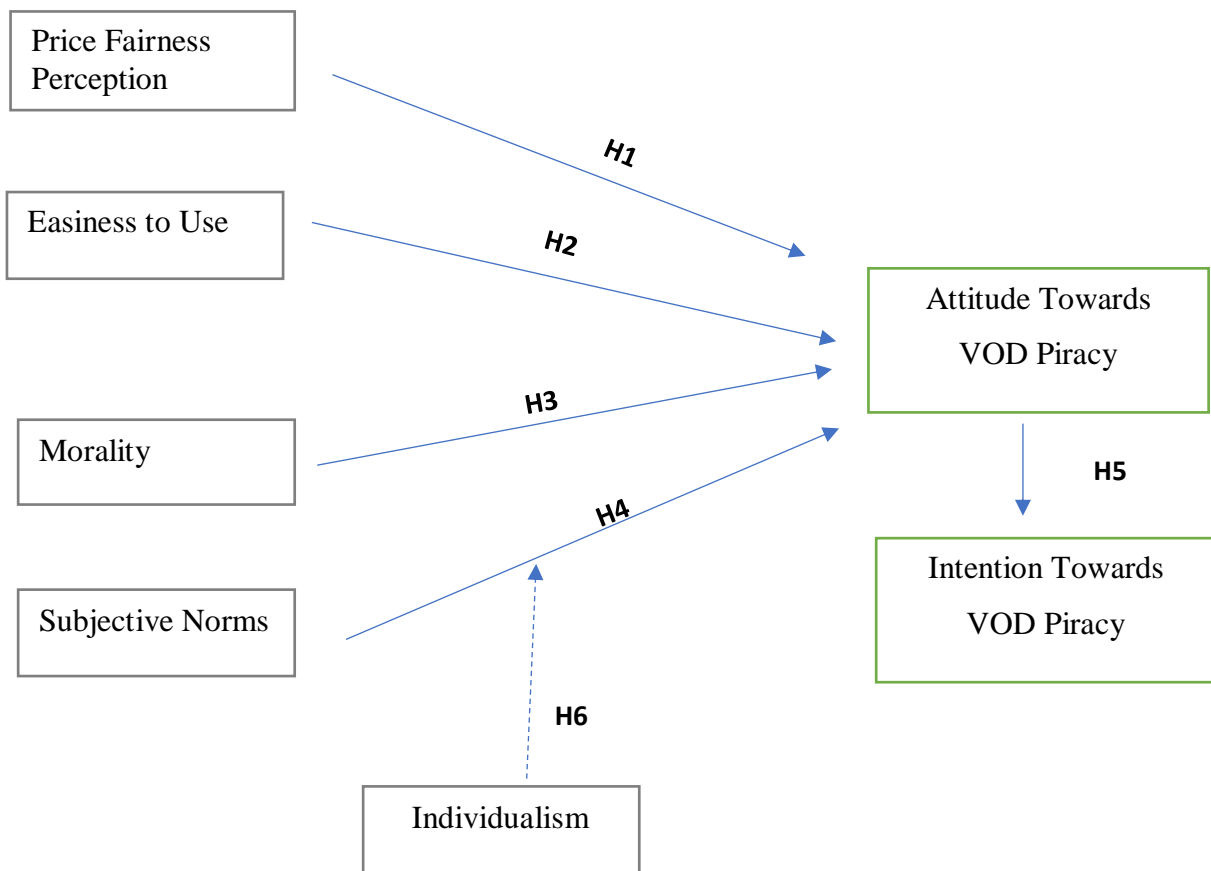 Price Fairness
Perception
H1
Easiness to Use
H2
Attitude Towards
VOD Piracy
H3
Morality
H4
H5
Subjective Norms
Intention Towards
VOD Piracy
H6
Individualism